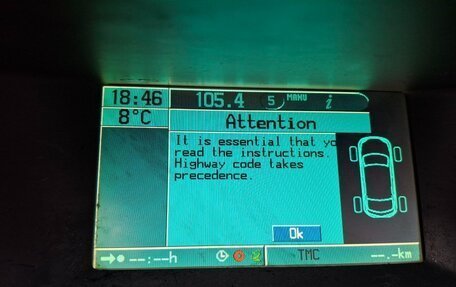 18:46 105.4 5 MANU i
8°C Attention
It is essential that yo
read the instructions.
Highway code takes
precedence.
Ok
--:--h TMC --.-km